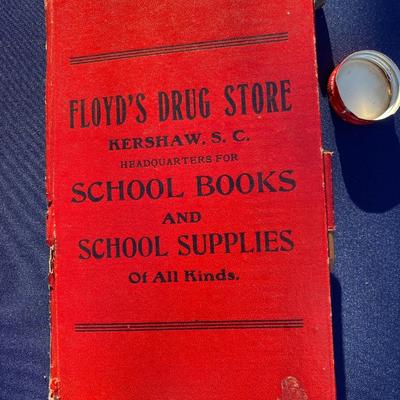 FLOYD'S DRUG STORE
KERSHAW, S. C.
HEADQUARTERS FOR
SCHOOL BOOKS
AND
SCHOOL SUPPLIES
Of All Kinds.